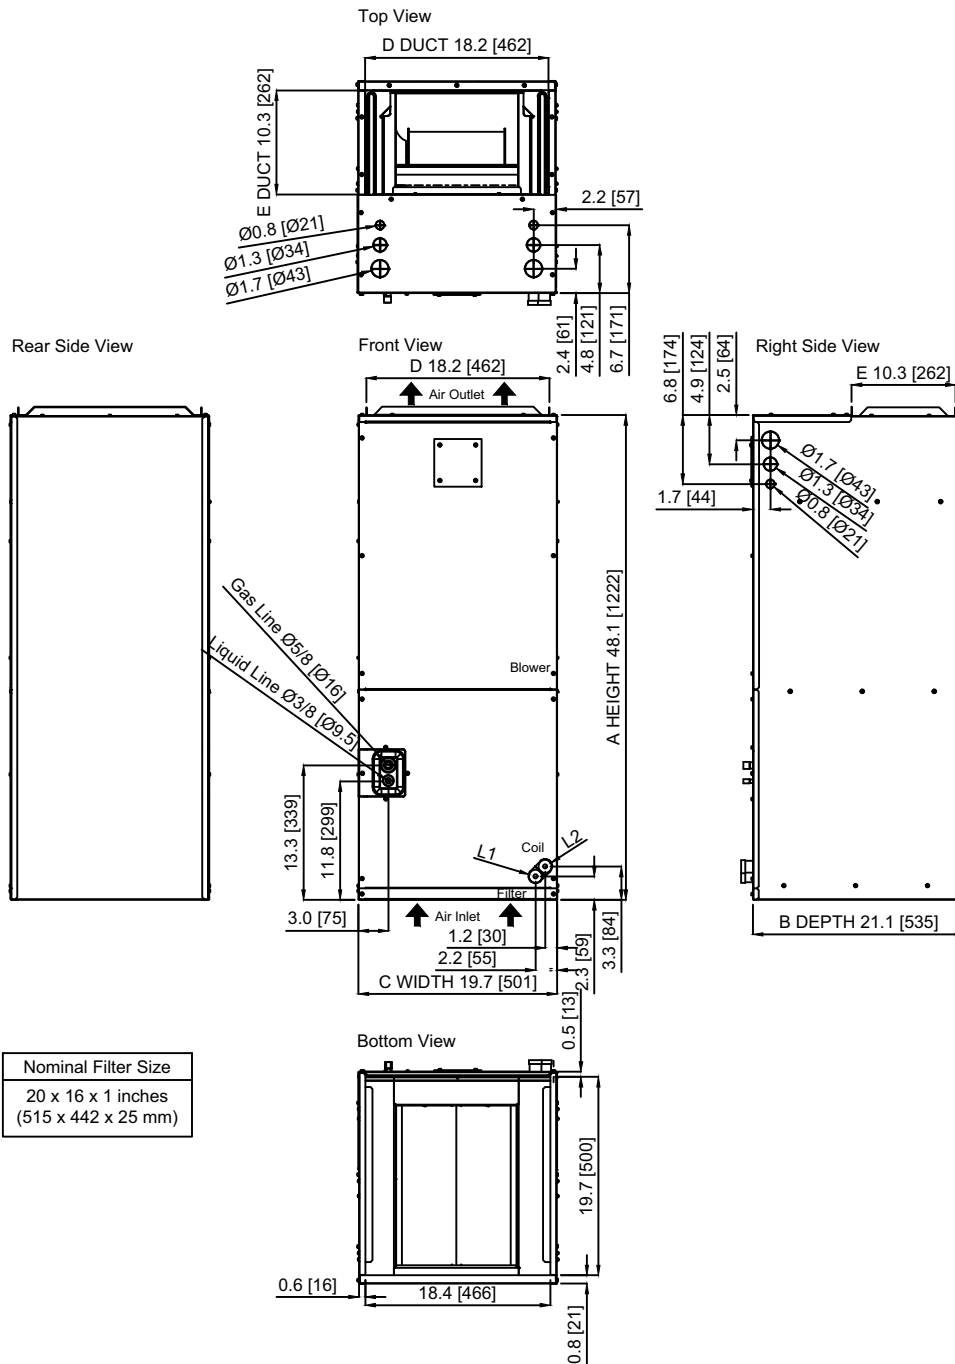 Top View
D DUCT 18.2 [462]
E DUCT 10.3 [262]
2.2 [57]
Ø0.8 [Ø21]
Ø1.3 [Ø34]
Ø1.7 [Ø43]
2.4 [61]
4.8 [121]
6.7 [171]
Rear Side View
Front View
D 18.2 [462]
Air Outlet
Right Side View
6.8 [174]
4.9 [124]
2.5 [64]
E 10.3 [262]
1.7 [44]
Ø1.7 [Ø43]
Ø1.3 [Ø34]
Ø0.8 [Ø21]
Gas Line Ø5/8 [Ø16]
Liquid Line Ø3/8 [Ø9.5]
Blower
A HEIGHT 48.1 [1222]
13.3 [339]
11.8 [299]
Coil
L1
L2
Filter
Air Inlet
3.0 [75]
1.2 [30]
2.2 [55]
2.3 [59]
3.3 [84]
C WIDTH 19.7 [501]
B DEPTH 21.1 [535]
0.5 [13]
Bottom View
Nominal Filter Size
20 x 16 x 1 inches
(515 x 442 x 25 mm)
19.7 [500]
0.6 [16]
18.4 [466]
0.8 [21]